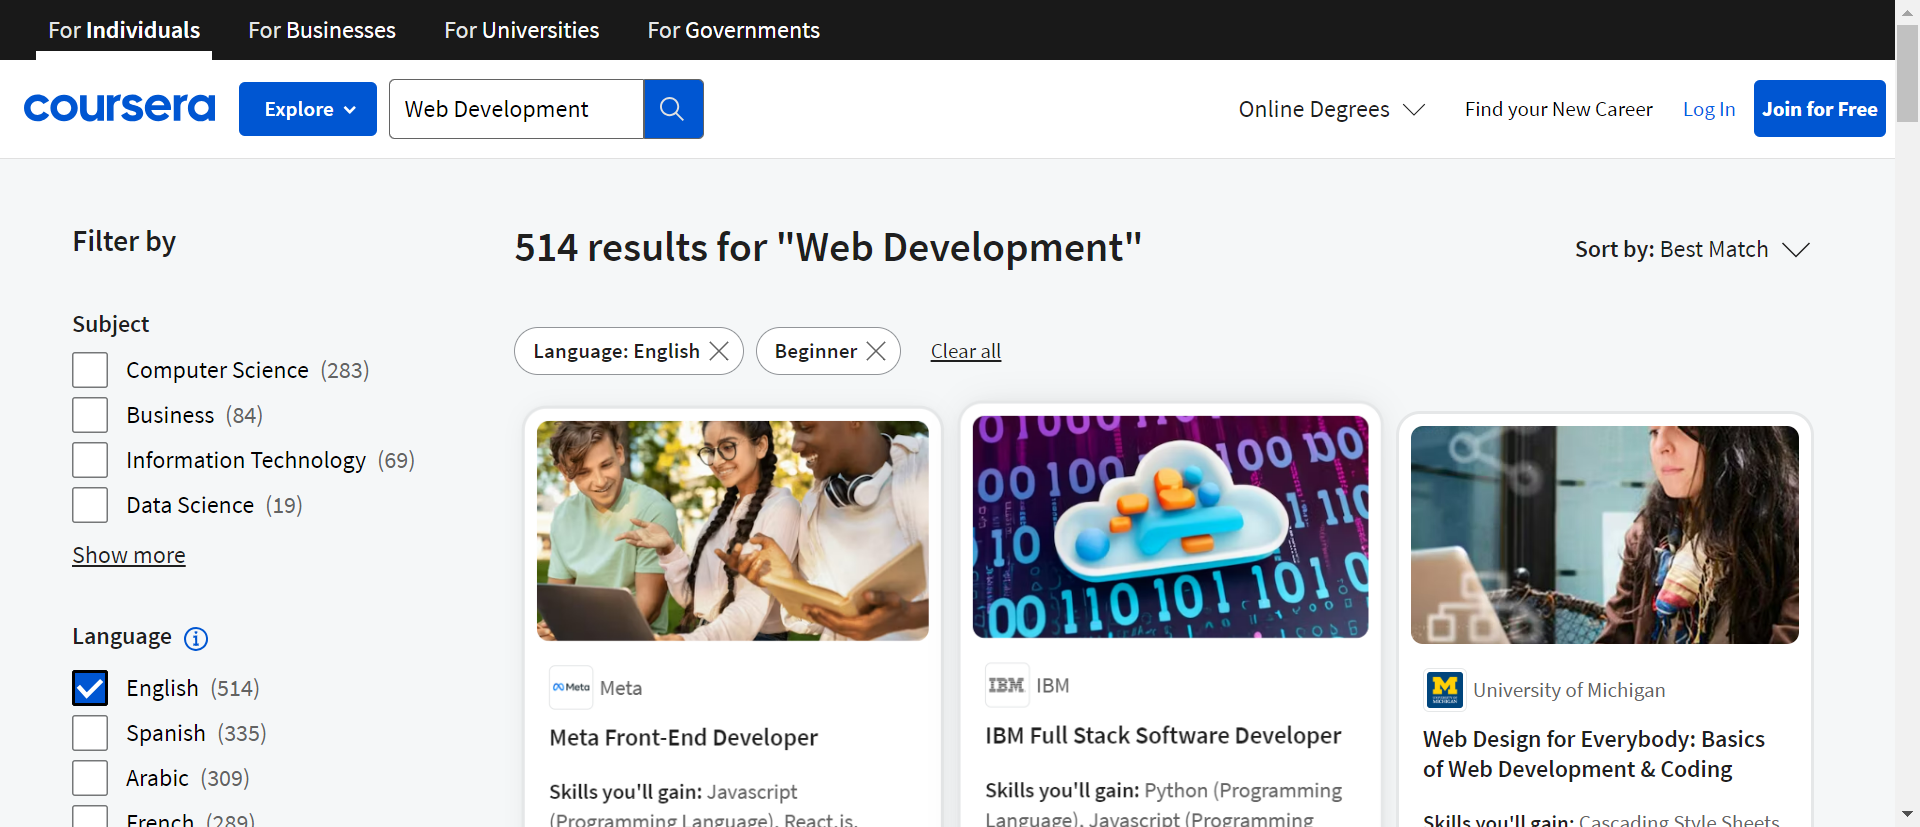 For Individuals
For Businesses
For Universities
For Governments
coursera
Explore
Web Development
Online Degrees
Find your New Career
Log In
Join for Free
Filter by
514 results for "Web Development"
Sort by: Best Match
Subject
Computer Science (283)
Business (84)
Information Technology (69)
Data Science (19)
Show more
Language
English (514)
Spanish (335)
Arabic (309)
French (289)
Language: English
Beginner
Clear all
Meta
Meta
Meta Front-End Developer
Skills you'll gain: Javascript
(Programming Language), React.js,
IBM
IBM
IBM Full Stack Software Developer
Skills you'll gain: Python (Programming
Language), Javascript (Programming
University of Michigan
Web Design for Everybody: Basics
of Web Development & Coding
Skills you'll gain: Cascading Style Sheets